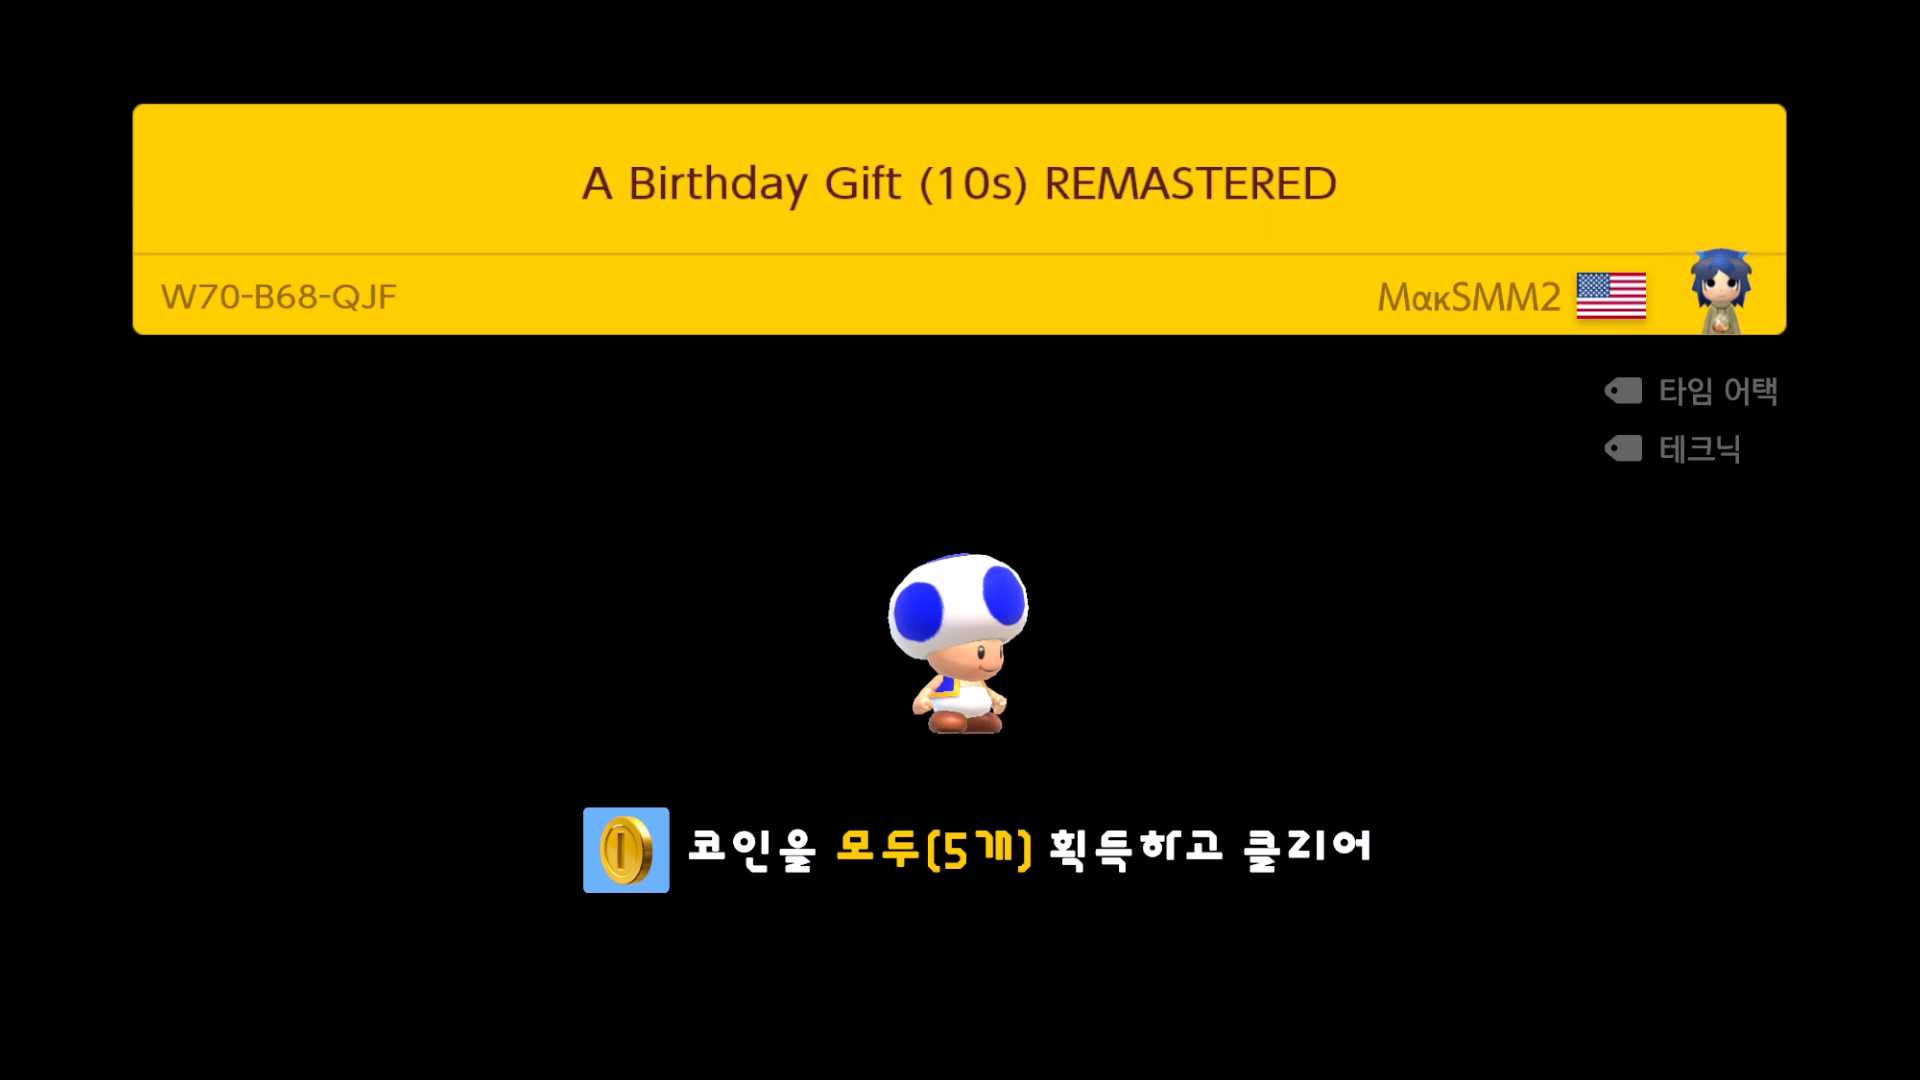 A Birthday Gift (10s) REMASTERED
W70-B68-QJF
MακSMM2
타임 어택
테크닉
코인을 모두(5개) 획득하고 클리어